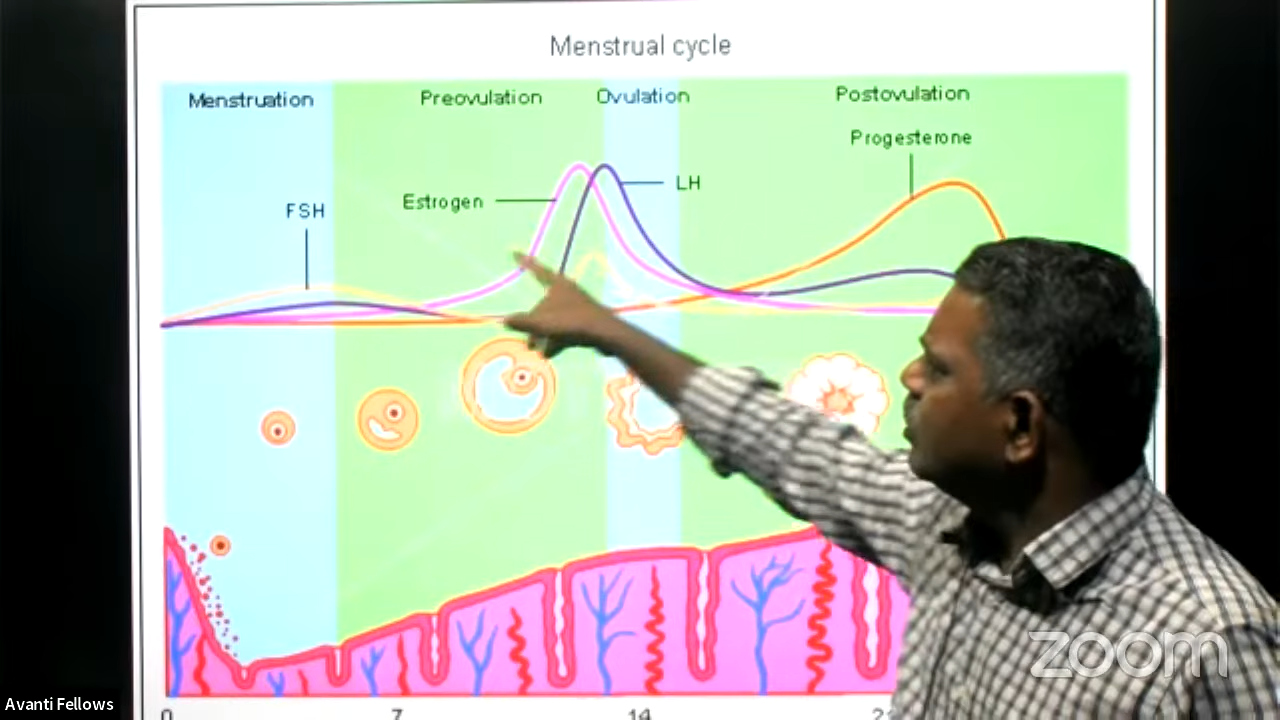 Menstrual cycle
Menstruation
Preovulation
Ovulation
Postovulation
Progesterone
LH
Estrogen
FSH
0
7
14
zoom
Avanti Fellows